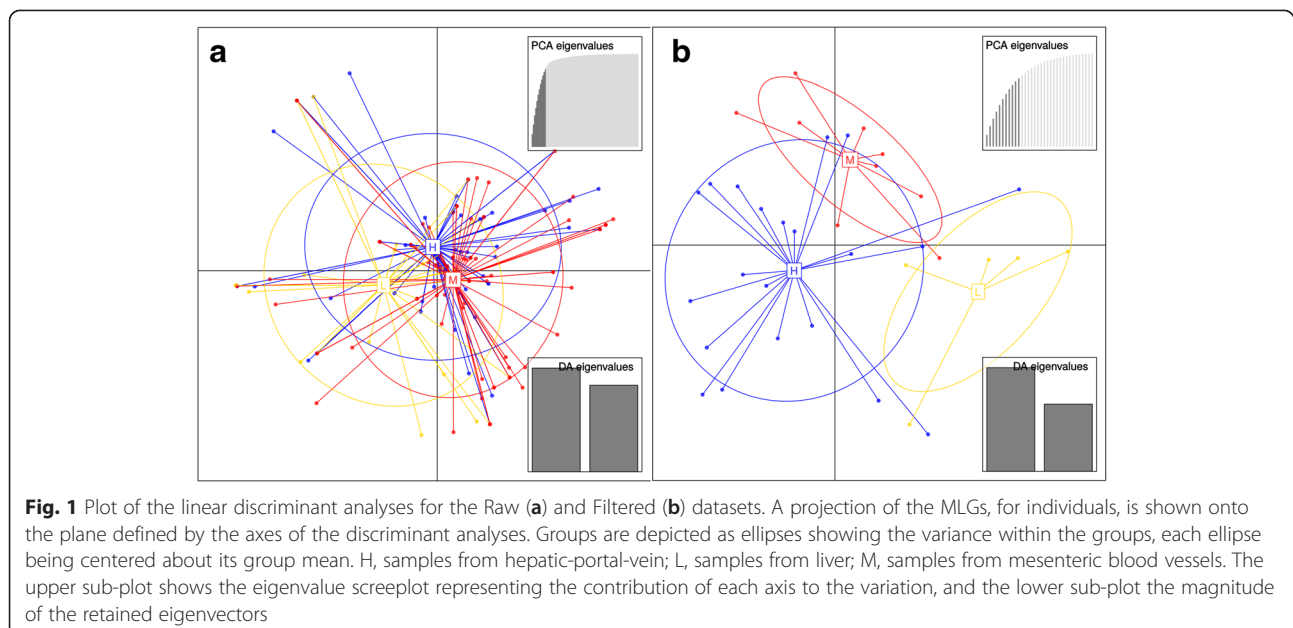 a
PCA eigenvalues
H
M
L
DA eigenvalues
b
PCA eigenvalues
M
H
L
DA eigenvalues
Fig. 1 Plot of the linear discriminant analyses for the Raw (a) and Filtered (b) datasets. A projection of the MLGs, for individuals, is shown onto
the plane defined by the axes of the discriminant analyses. Groups are depicted as ellipses showing the variance within the groups, each ellipse
being centered about its group mean. H, samples from hepatic-portal-vein; L, samples from liver; M, samples from mesenteric blood vessels. The
upper sub-plot shows the eigenvalue screeplot representing the contribution of each axis to the variation, and the lower sub-plot the magnitude
of the retained eigenvectors